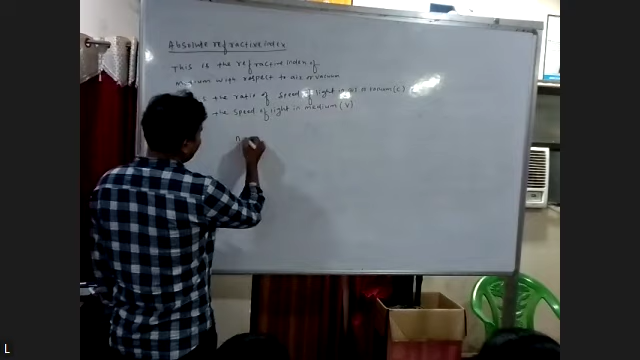 Absolute refractive index
This is the refractive index of
medium with respect to air or vacuum
the ratio of speed of light in air or vacuum (C)
the speed of light in medium (V)
n
L